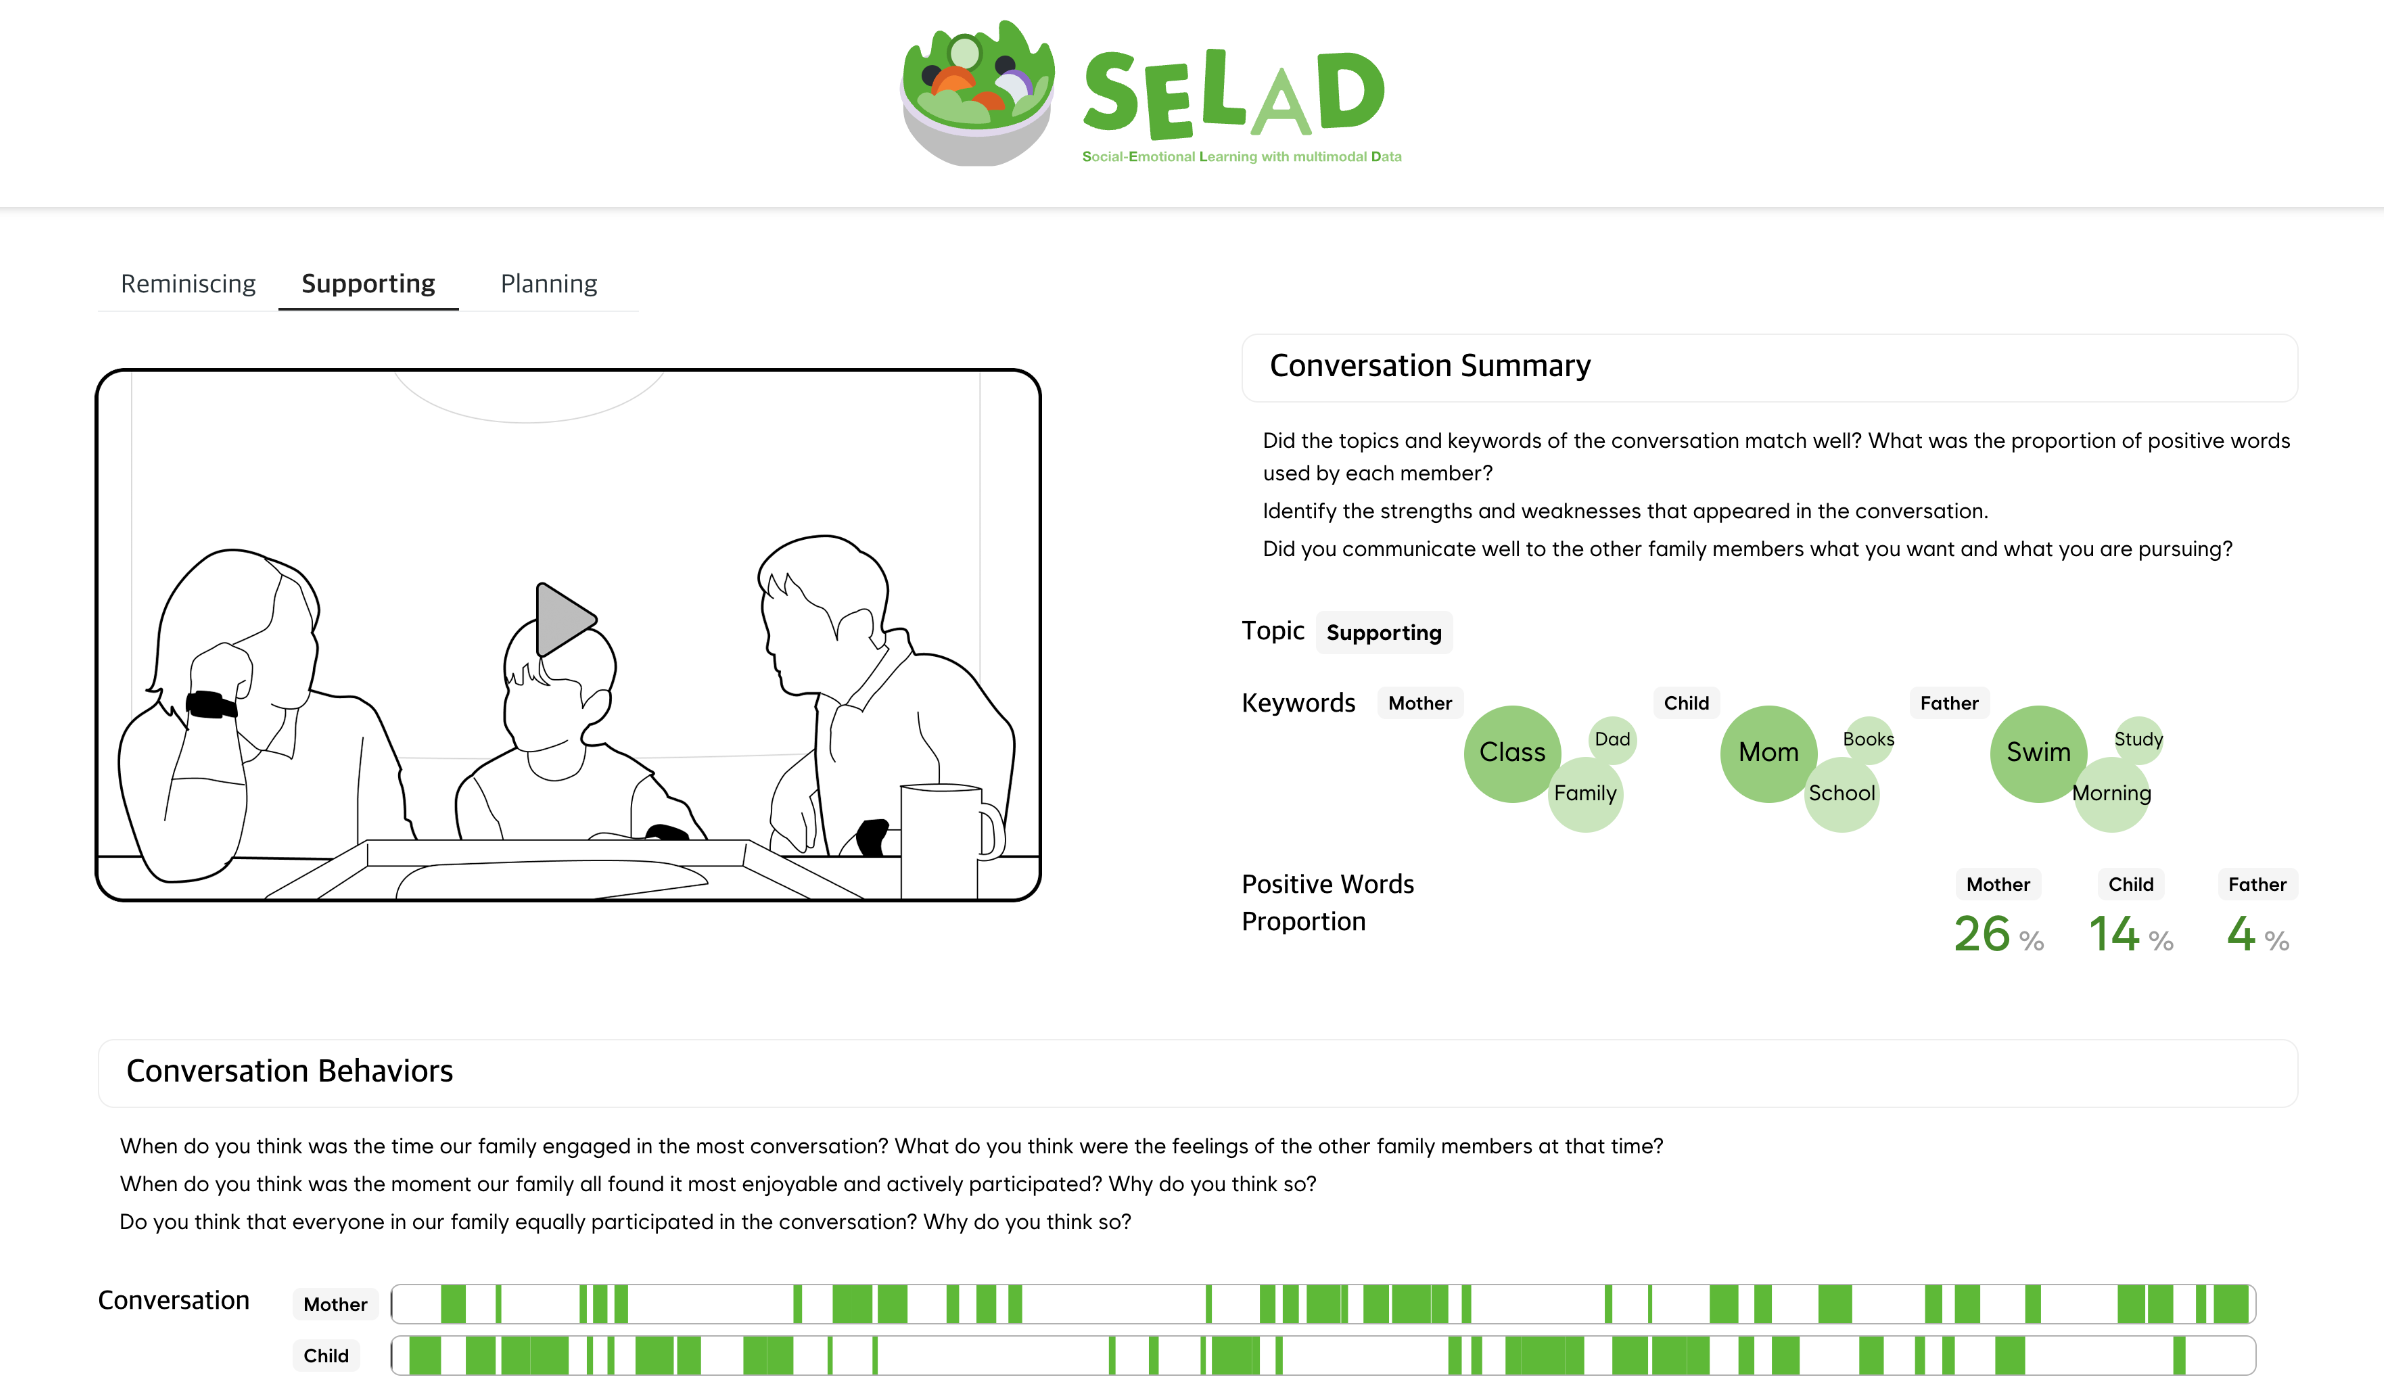 SELAD
Social-Emotional Learning with multimodal Data
Reminiscing Supporting Planning
Conversation Summary
Did the topics and keywords of the conversation match well? What was the proportion of positive words
used by each member?
Identify the strengths and weaknesses that appeared in the conversation.
Did you communicate well to the other family members what you want and what you are pursuing?
Topic Supporting
Keywords Mother Class Dad Family Child Mom Books School Father Swim Study Morning
Positive Words
Proportion
Mother Child Father
26 % 14 % 4 %
Conversation Behaviors
When do you think was the time our family engaged in the most conversation? What do you think were the feelings of the other family members at that time?
When do you think was the moment our family all found it most enjoyable and actively participated? Why do you think so?
Do you think that everyone in our family equally participated in the conversation? Why do you think so?
Conversation Mother
Child